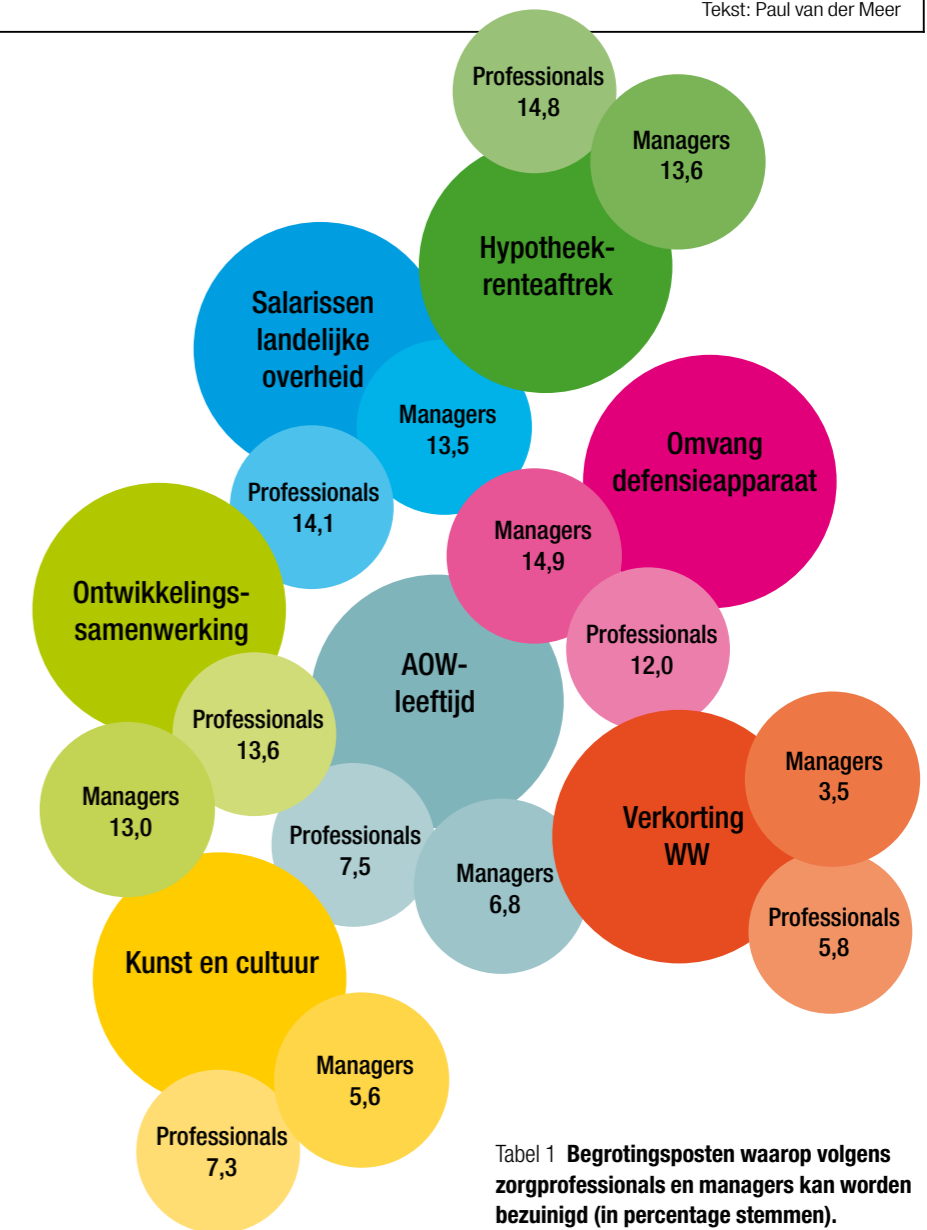 Tekst: Paul van der Meer
Professionals
14,8
Managers
13,6
Hypotheek-
renteaftrek
Salarissen
landelijke
overheid
Managers
13,5
Professionals
14,1
Omvang
defensieapparaat
Managers
14,9
Professionals
12,0
Ontwikkelings-
samenwerking
Professionals
13,6
Managers
13,0
AOW-
leeftijd
Professionals
7,5
Managers
6,8
Verkorting
WW
Managers
3,5
Professionals
5,8
Kunst en cultuur
Managers
5,6
Professionals
7,3
Tabel 1 Begrotingsposten waarop volgens
zorgprofessionals en managers kan worden
bezuinigd (in percentage stemmen).